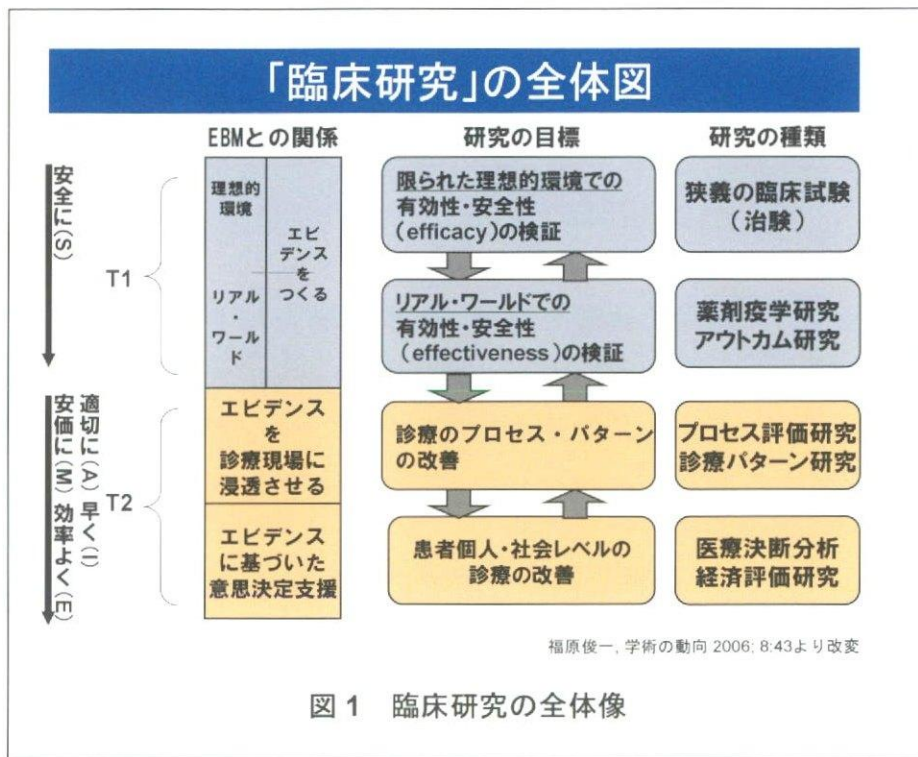 「臨床研究」の全体図
EBMとの関係
研究の目標
研究の種類
安全に(S)
T1
理想的
環境
リアル・
ワールド
エビ
デンス
を
つくる
限られた理想的環境での
有効性・安全性
(efficacy)の検証
狭義の臨床試験
(治験)
リアル・ワールドでの
有効性・安全性
(effectiveness)の検証
薬剤疫学研究
アウトカム研究
適切に(A) 早く(I)
安価に(M) 効率よく(E)
T2
エビデンス
を
診療現場に
浸透させる
診療のプロセス・パターン
の改善
プロセス評価研究
診療パターン研究
エビデンス
に基づいた
意思決定支援
患者個人・社会レベルの
診療の改善
医療決断分析
経済評価研究
福原俊一, 学術の動向 2006; 8:43より改変
図 1 臨床研究の全体像